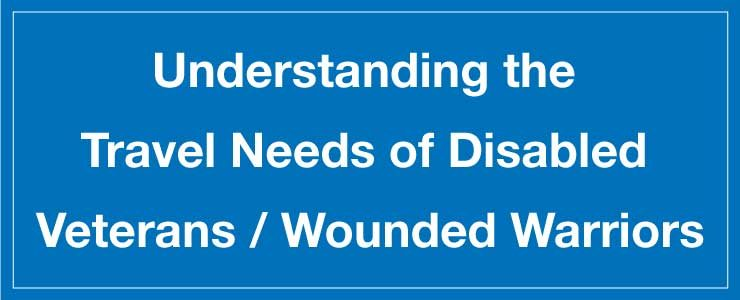 Understanding the
Travel Needs of Disabled
Veterans / Wounded Warriors